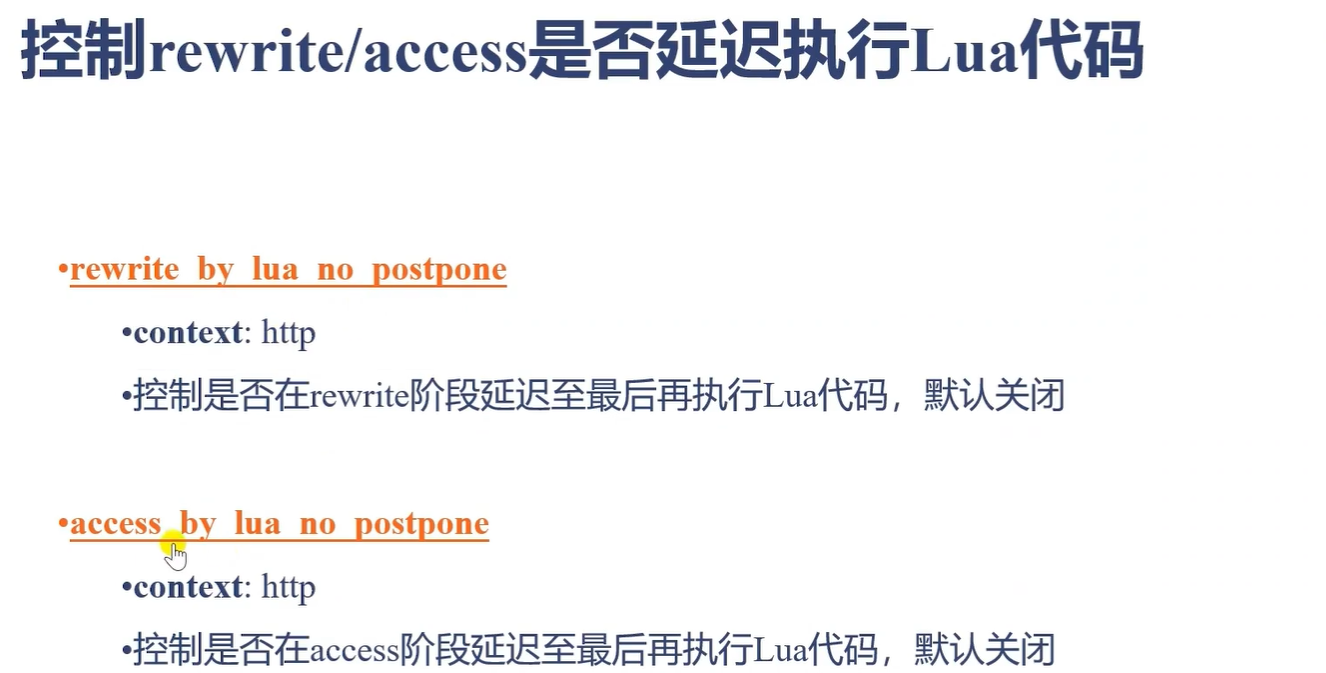 控制rewrite/access是否延迟执行Lua代码
•rewrite_by_lua_no_postpone
•context: http
•控制是否在rewrite阶段延迟至最后再执行Lua代码，默认关闭
•access_by_lua_no_postpone
•context: http
•控制是否在access阶段延迟至最后再执行Lua代码，默认关闭